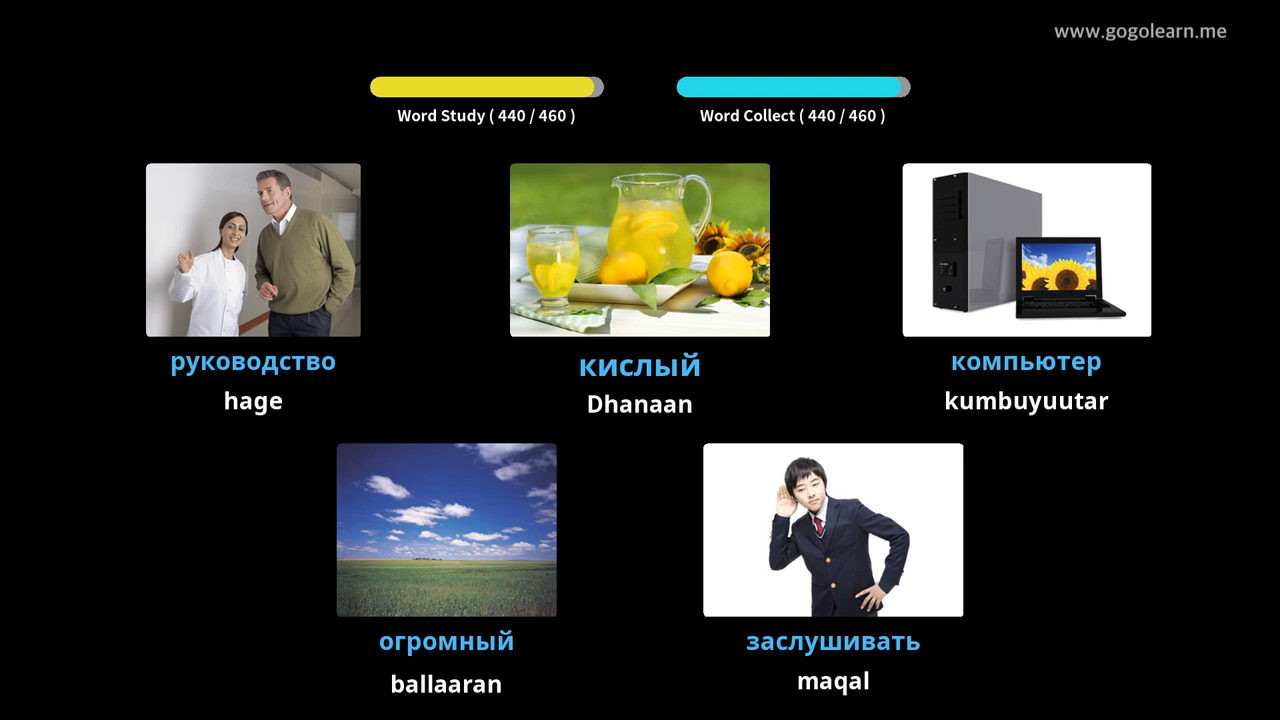 www.gogolearn.me
Word Study ( 440 / 460 )
Word Collect ( 440 / 460 )
руководство
hage
кислый
Dhanaan
компьютер
kumbuyuutar
огромный
ballaaran
заслушивать
maqal